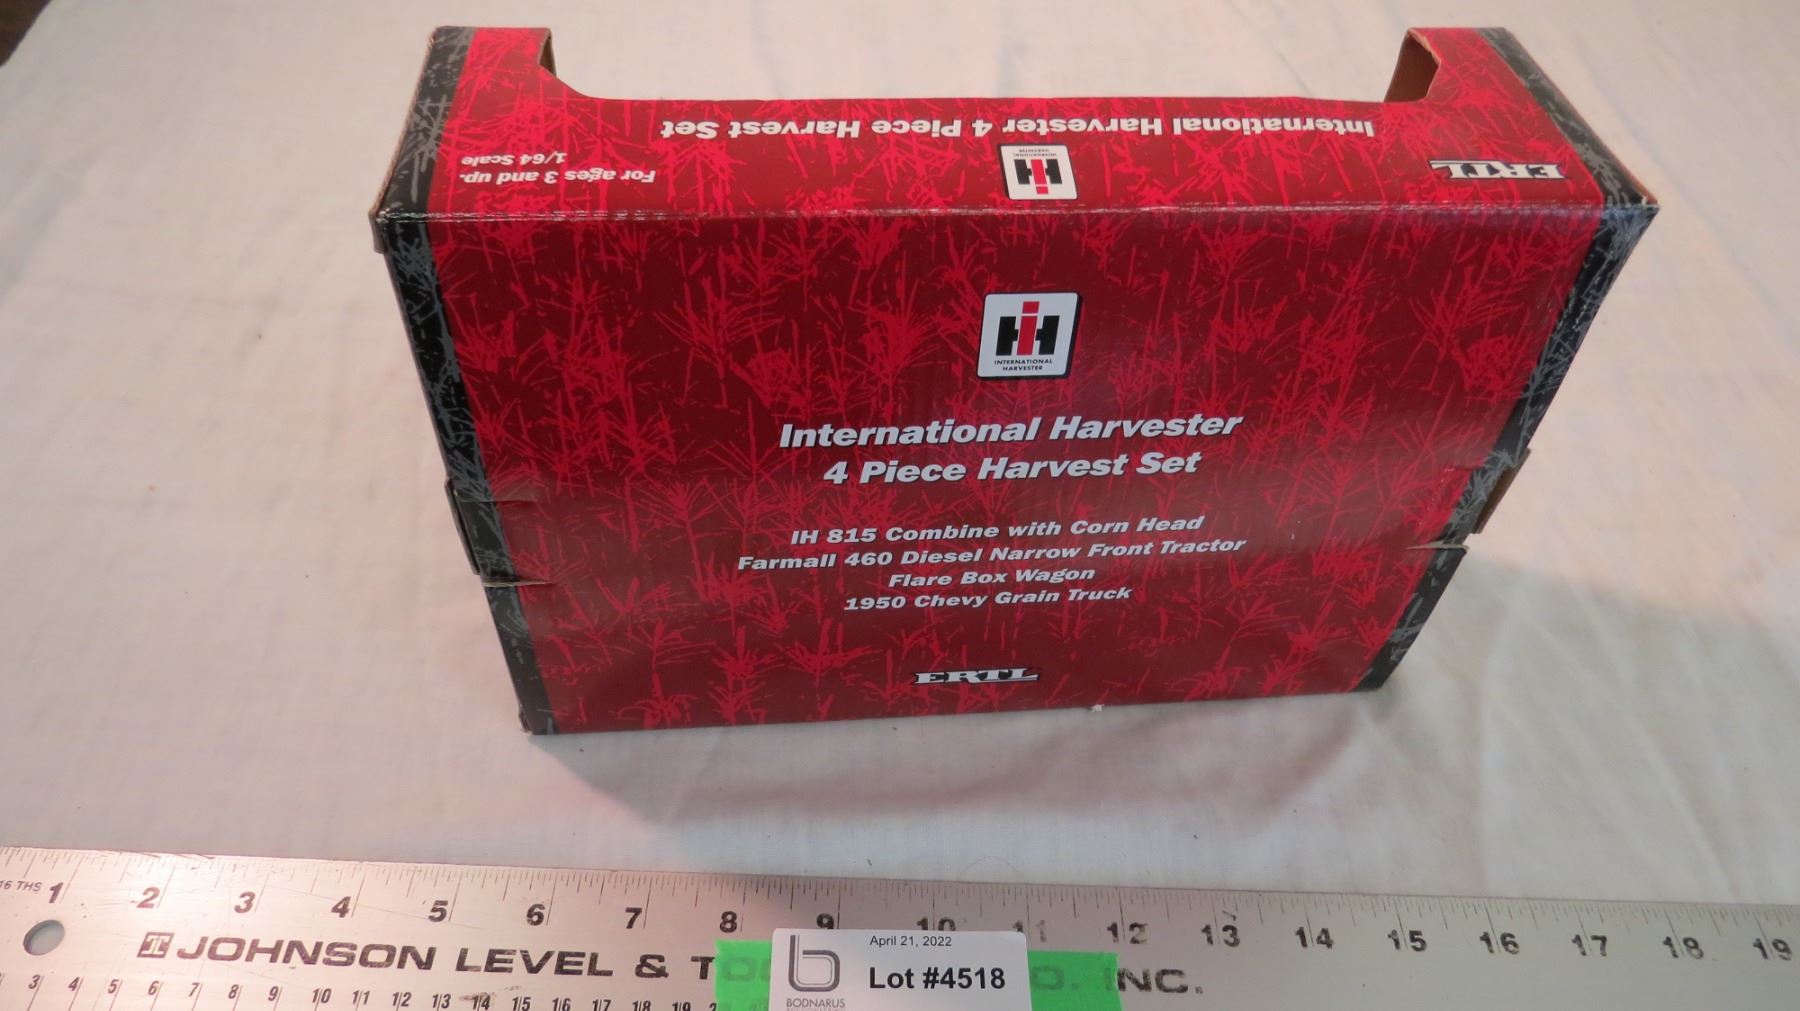 International Harvester 4 Piece Harvest Set
For ages 3 and up.
1/64 Scale
IH
INTERNATIONAL
HARVESTER
ERTL
IH
INTERNATIONAL
HARVESTER
International Harvester
4 Piece Harvest Set
IH 815 Combine with Corn Head
Farmall 460 Diesel Narrow Front Tractor
Flare Box Wagon
1950 Chevy Grain Truck
ERTL
16 THS 1 2 3 4 5 6 7 8 9 10 11 12 13 14 15 16 17 18 19
JOHNSON LEVEL & INC.
3 4 5 6 7 8 9 10 11 12 13 14 15 16 17 18 19
April 21, 2022
Lot #4518
b
BODNARUS